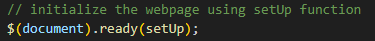 // initialize the webpage using setUp function
$(document).ready(setUp);